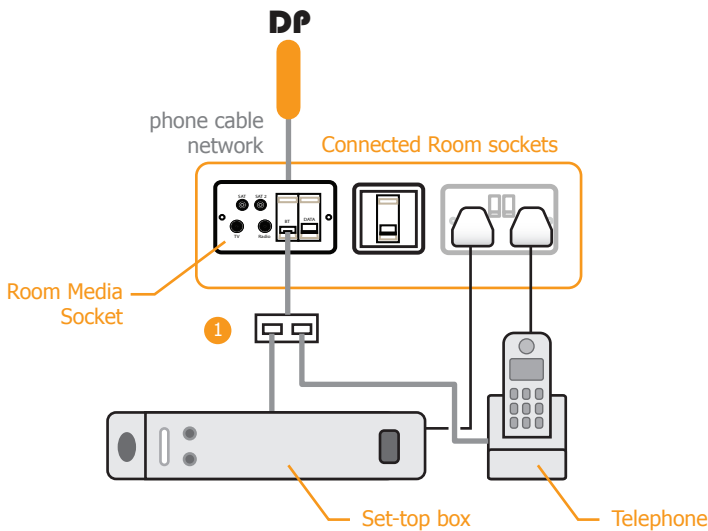 DP
phone cable
network
Connected Room sockets
SAT SAT 2
TV Radio
BT DATA
Room Media
Socket
1
Set-top box
Telephone